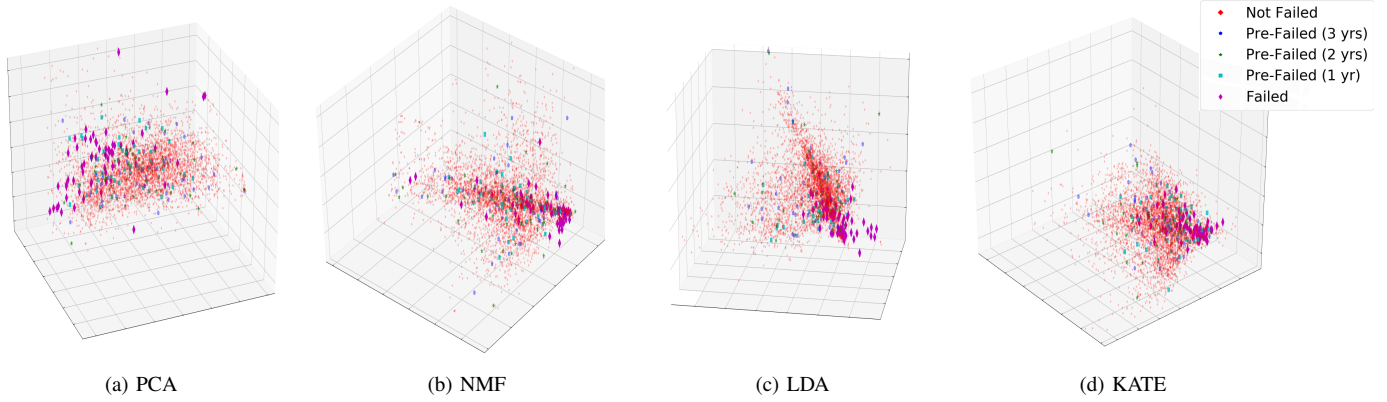 Not Failed
Pre-Failed (3 yrs)
Pre-Failed (2 yrs)
Pre-Failed (1 yr)
Failed
(a) PCA
(b) NMF
(c) LDA
(d) KATE